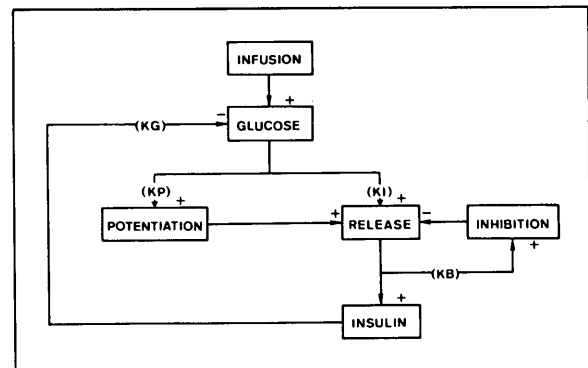 INFUSION
+
− GLUCOSE
(KG)
(KP)
+
(KI)
+
POTENTIATION
+
RELEASE
−
INHIBITION
+
(KB)
+
INSULIN